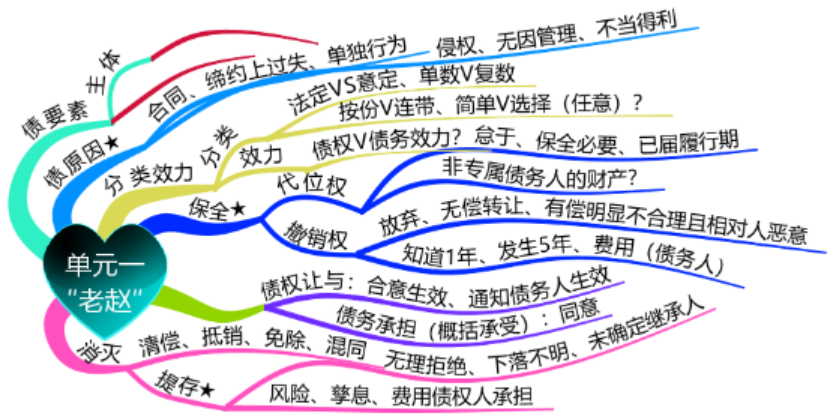 单元一
“老赵”
债要素
主体
债原因★
合同、缔约上过失、单独行为
侵权、无因管理、不当得利
分类效力
分类
法定VS意定、单数V复数
按份V连带、简单V选择（任意）？
效力
债权V债务效力？
保全★
代位权
怠于、保全必要、已届履行期
非专属债务人的财产？
撤销权
放弃、无偿转让、有偿明显不合理且相对人恶意
知道1年、发生5年、费用（债务人）
债权让与：合意生效、通知债务人生效
债务承担（概括承受）：同意
消灭
清偿、抵销、免除、混同
提存★
无理拒绝、下落不明、未确定继承人
风险、孳息、费用债权人承担